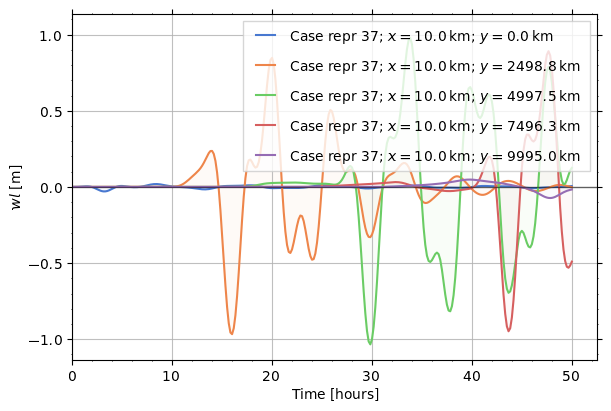 Case repr 37; x = 10.0 km; y = 0.0 km
Case repr 37; x = 10.0 km; y = 2498.8 km
Case repr 37; x = 10.0 km; y = 4997.5 km
Case repr 37; x = 10.0 km; y = 7496.3 km
Case repr 37; x = 10.0 km; y = 9995.0 km
wl [m]
1.0
0.5
0.0
−0.5
−1.0
0 10 20 30 40 50
Time [hours]